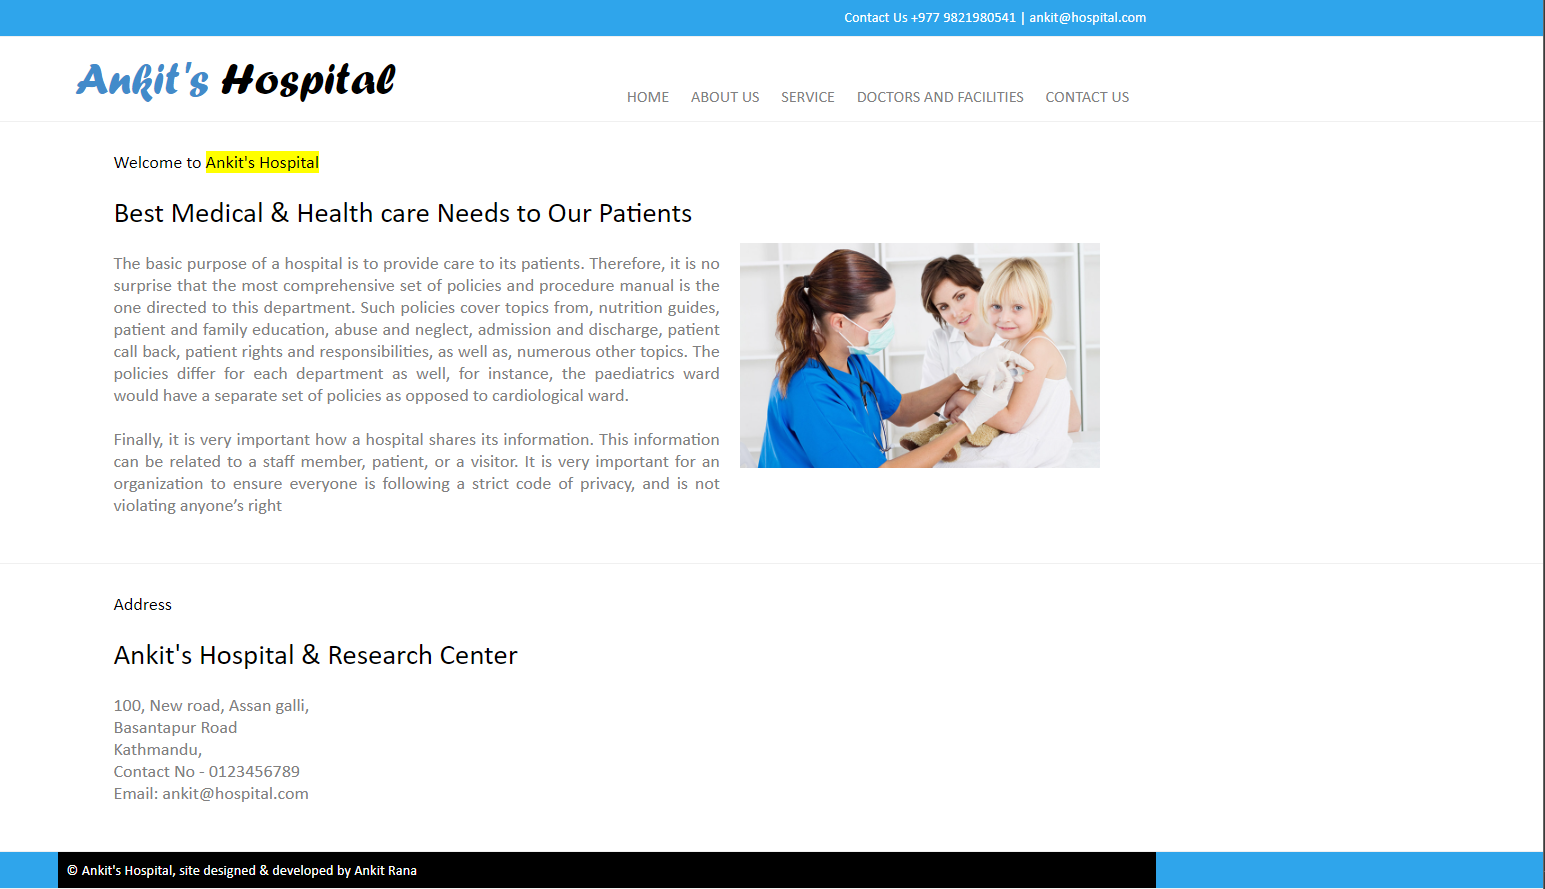 Contact Us +977 9821980541 | ankit@hospital.com
Ankit's Hospital
HOME ABOUT US SERVICE DOCTORS AND FACILITIES CONTACT US
Welcome to Ankit's Hospital
Best Medical & Health care Needs to Our Patients
The basic purpose of a hospital is to provide care to its patients. Therefore, it is no
surprise that the most comprehensive set of policies and procedure manual is the
one directed to this department. Such policies cover topics from, nutrition guides,
patient and family education, abuse and neglect, admission and discharge, patient
call back, patient rights and responsibilities, as well as, numerous other topics. The
policies differ for each department as well, for instance, the paediatrics ward
would have a separate set of policies as opposed to cardiological ward.
Finally, it is very important how a hospital shares its information. This information
can be related to a staff member, patient, or a visitor. It is very important for an
organization to ensure everyone is following a strict code of privacy, and is not
violating anyone’s right
Address
Ankit's Hospital & Research Center
100, New road, Assan galli,
Basantapur Road
Kathmandu,
Contact No - 0123456789
Email: ankit@hospital.com
© Ankit's Hospital, site designed & developed by Ankit Rana